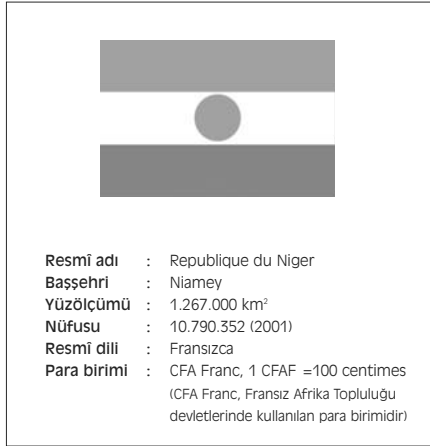 Resmî adı : Republique du Niger
Başşehri : Niamey
Yüzölçümü : 1.267.000 km²
Nüfusu : 10.790.352 (2001)
Resmî dili : Fransızca
Para birimi : CFA Franc, 1 CFAF =100 centimes
(CFA Franc, Fransız Afrika Topluluğu
devletlerinde kullanılan para birimidir)